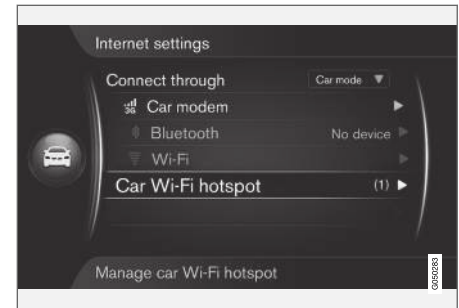 Internet settings
Connect through Car mode
3G Car modem
Bluetooth No device
Wi-Fi
Car Wi-Fi hotspot (1)
Manage car Wi-Fi hotspot
G050283